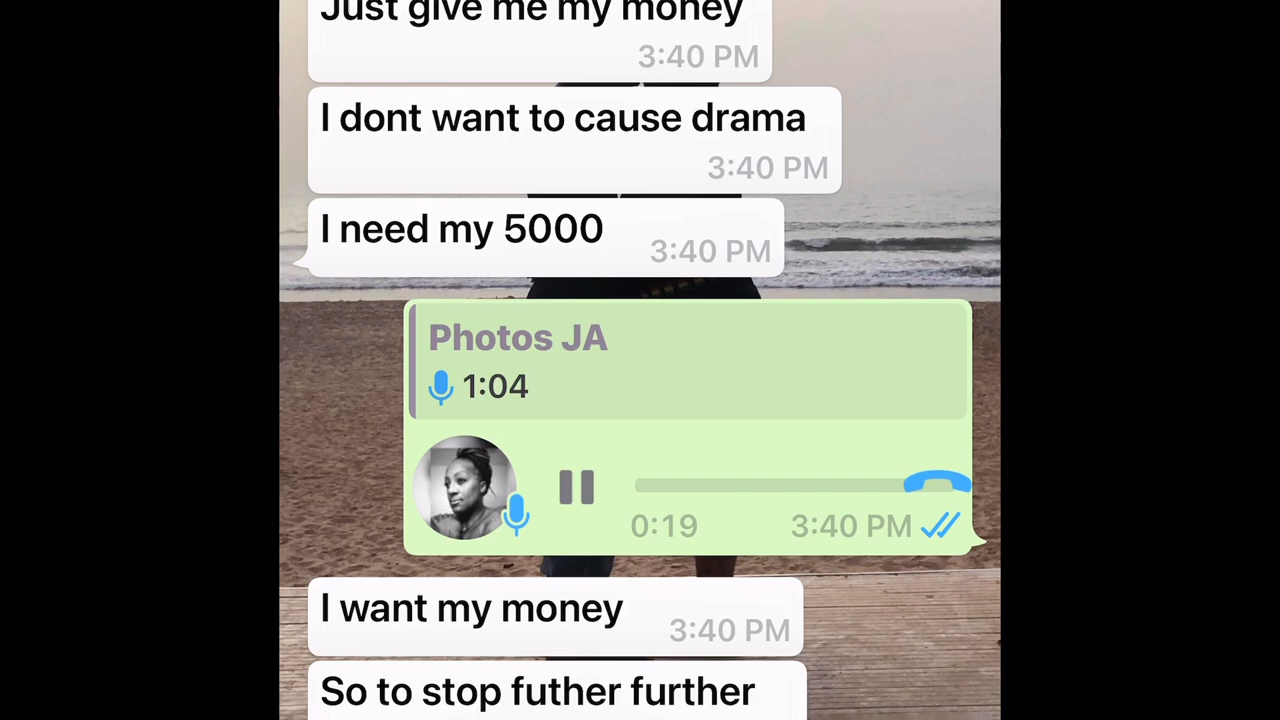 Just give me my money
3:40 PM
I dont want to cause drama
3:40 PM
I need my 5000
3:40 PM
Photos JA
1:04
0:19
3:40 PM
I want my money
3:40 PM
So to stop futher further